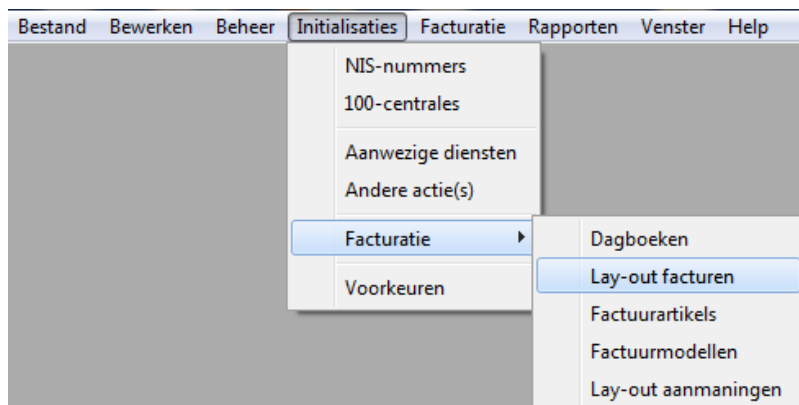 Bestand Bewerken Beheer Initialisaties Facturatie Rapporten Venster Help
NIS-nummers
100-centrales
Aanwezige diensten
Andere actie(s)
Facturatie
Voorkeuren
Dagboeken
Lay-out facturen
Factuurartikels
Factuurmodellen
Lay-out aanmaningen